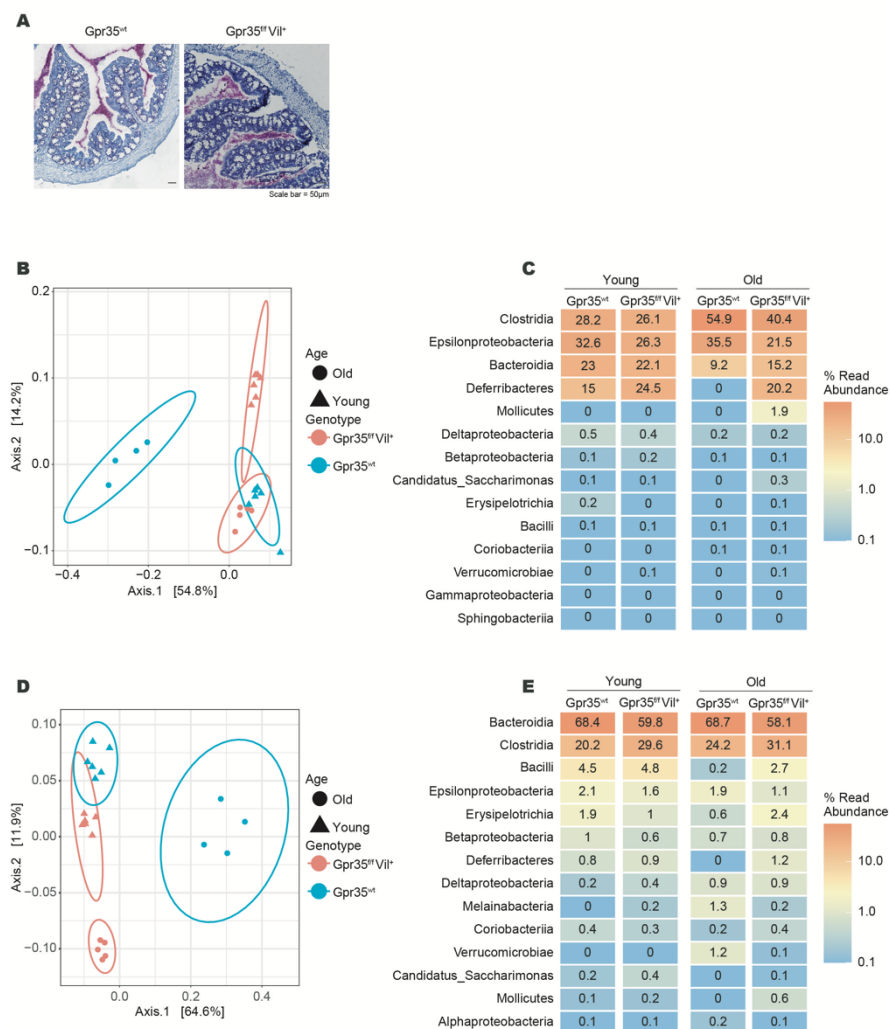 A
Gpr35ʷᵗ Gpr35ᶠ/ᶠVil⁺
Scale bar = 50μm
B
0.2
0.1
0.0
−0.1
Axis.2 [14.2%]
−0.4 −0.2 0.0
Axis.1 [54.8%]
Age
Old
Young
Genotype
Gpr35ᶠ/ᶠVil⁺
Gpr35ʷᵗ
C
Young Old
Gpr35ʷᵗ Gpr35ᶠ/ᶠVil⁺ Gpr35ʷᵗ Gpr35ᶠ/ᶠVil⁺
Clostridia 28.2 26.1 54.9 40.4
Epsilonproteobacteria 32.6 26.3 35.5 21.5
Bacteroidia 23 22.1 9.2 15.2
Deferribacteres 15 24.5 0 20.2
Mollicutes 0 0 0 1.9
Deltaproteobacteria 0.5 0.4 0.2 0.2
Betaproteobacteria 0.1 0.2 0.1 0.1
Candidatus_Saccharimonas 0.1 0.1 0 0.3
Erysipelotrichia 0.2 0 0 0.1
Bacilli 0.1 0.1 0.1 0.1
Coriobacteriia 0 0 0.1 0.1
Verrucomicrobiae 0 0.1 0 0.1
Gammaproteobacteria 0 0 0 0
Sphingobacteriia 0 0 0 0
% Read
Abundance
10.0
1.0
0.1
D
0.10
0.05
0.00
−0.05
−0.10
Axis.2 [11.9%]
0.0 0.2 0.4
Axis.1 [64.6%]
Age
Old
Young
Genotype
Gpr35ᶠ/ᶠVil⁺
Gpr35ʷᵗ
E
Young Old
Gpr35ʷᵗ Gpr35ᶠ/ᶠVil⁺ Gpr35ʷᵗ Gpr35ᶠ/ᶠVil⁺
Bacteroidia 68.4 59.8 68.7 58.1
Clostridia 20.2 29.6 24.2 31.1
Bacilli 4.5 4.8 0.2 2.7
Epsilonproteobacteria 2.1 1.6 1.9 1.1
Erysipelotrichia 1.9 1 0.6 2.4
Betaproteobacteria 1 0.6 0.7 0.8
Deferribacteres 0.8 0.9 0 1.2
Deltaproteobacteria 0.2 0.4 0.9 0.9
Melainabacteria 0 0.2 1.3 0.2
Coriobacteriia 0.4 0.3 0.2 0.4
Verrucomicrobiae 0 0 1.2 0.1
Candidatus_Saccharimonas 0.2 0.4 0 0.1
Mollicutes 0.1 0.2 0 0.6
Alphaproteobacteria 0.1 0.1 0.2 0.1
% Read
Abundance
10.0
1.0
0.1